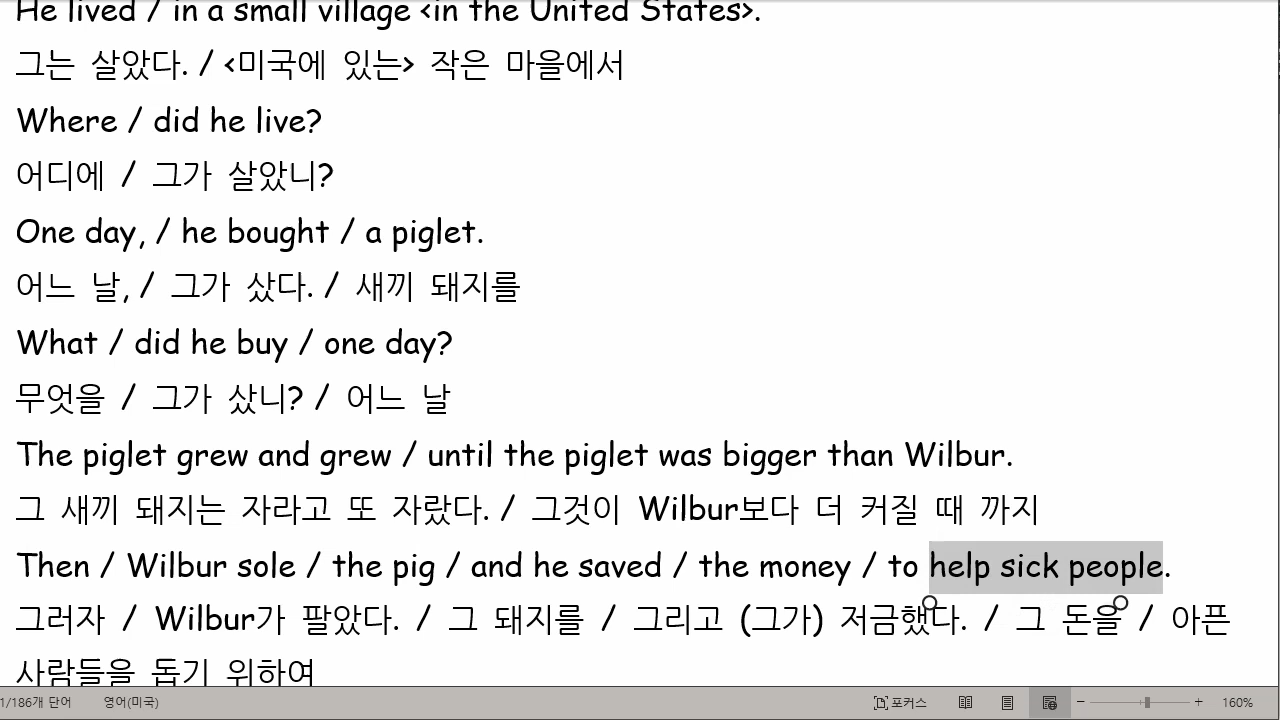 He lived / in a small village <in the United States>.
그는 살았다. / <미국에 있는> 작은 마을에서
Where / did he live?
어디에 / 그가 살았니?
One day, / he bought / a piglet.
어느 날, / 그가 샀다. / 새끼 돼지를
What / did he buy / one day?
무엇을 / 그가 샀니? / 어느 날
The piglet grew and grew / until the piglet was bigger than Wilbur.
그 새끼 돼지는 자라고 또 자랐다. / 그것이 Wilbur보다 더 커질 때 까지
Then / Wilbur sole / the pig / and he saved / the money / to help sick people.
그러자 / Wilbur가 팔았다. / 그 돼지를 / 그리고 (그가) 저금했다. / 그 돈을 / 아픈
사람들을 돕기 위하여
1/186개 단어 영어(미국) 포커스 160%